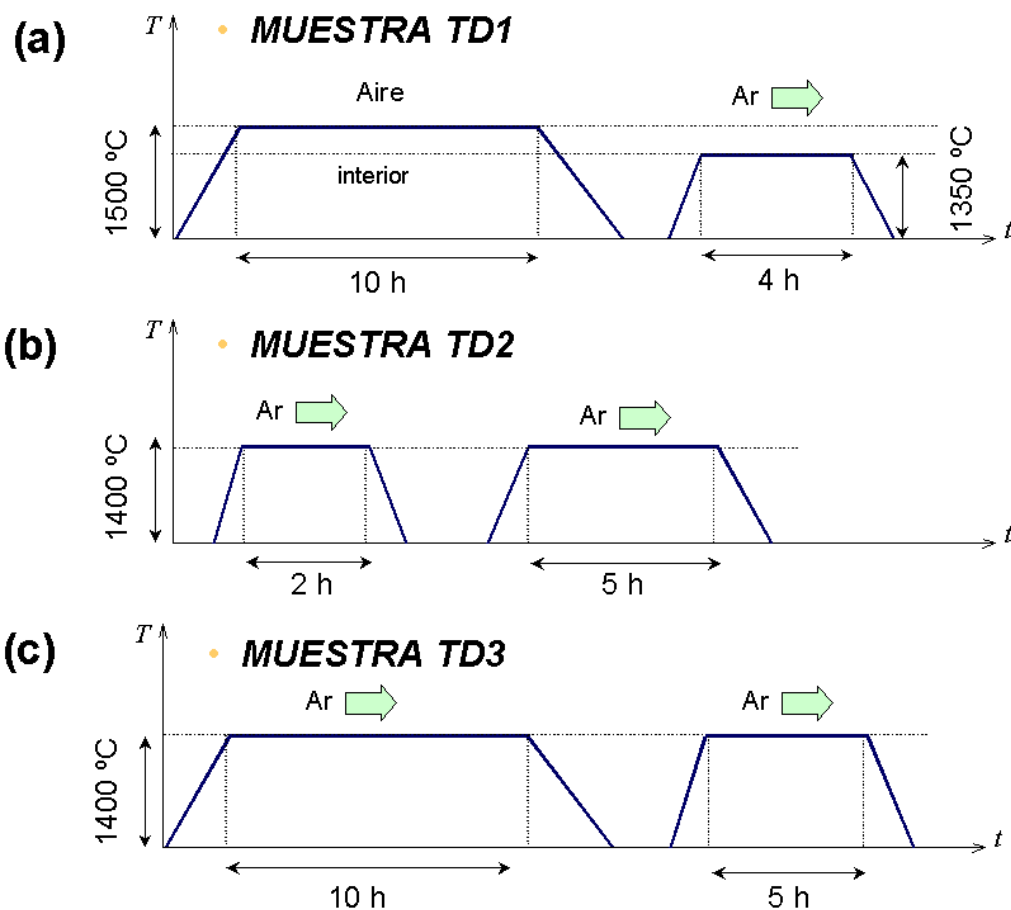 (a)
T
• MUESTRA TD1
Aire
Ar
1500 ºC
interior
1350 ºC
t
10 h
4 h
(b)
T
• MUESTRA TD2
Ar
Ar
1400 ºC
t
2 h
5 h
(c)
T
• MUESTRA TD3
Ar
Ar
1400 ºC
t
10 h
5 h